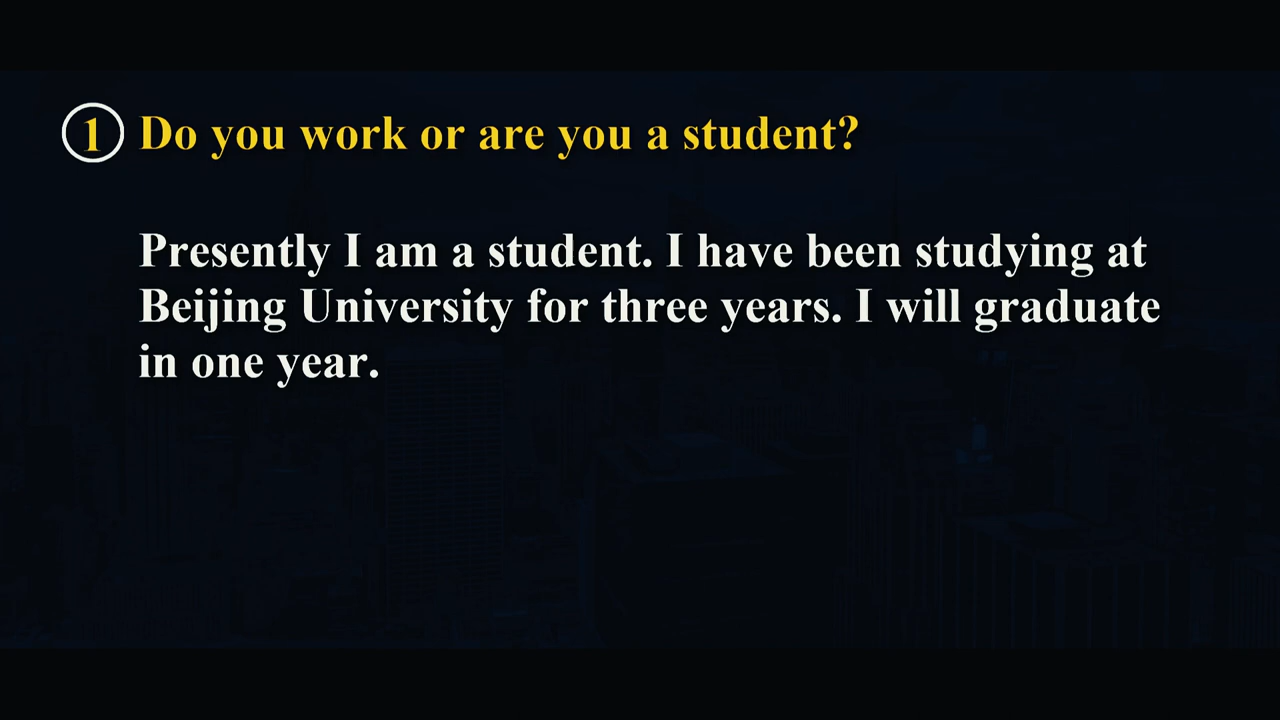 1 Do you work or are you a student?
Presently I am a student. I have been studying at
Beijing University for three years. I will graduate
in one year.